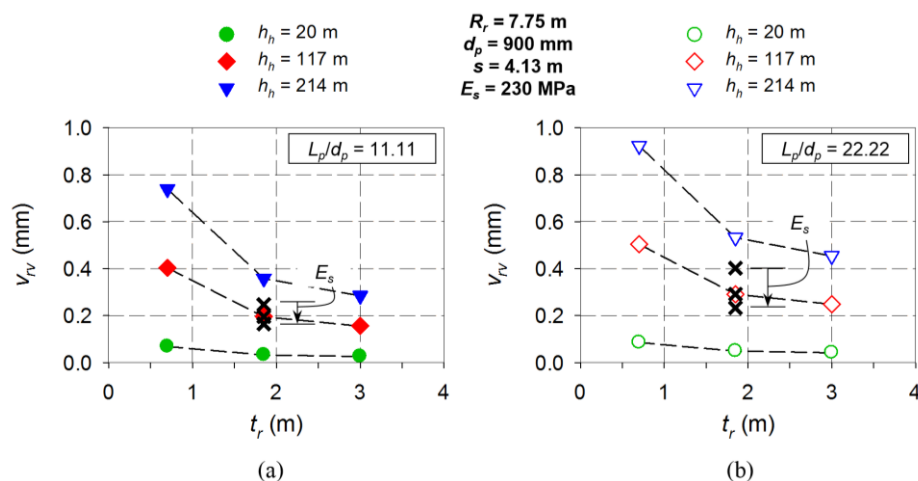 h_h = 20 m
h_h = 117 m
h_h = 214 m
R_r = 7.75 m
d_p = 900 mm
s = 4.13 m
E_s = 230 MPa
h_h = 20 m
h_h = 117 m
h_h = 214 m
L_p/d_p = 11.11
1.0
0.8
0.6
0.4
0.2
0.0
v_rv (mm)
E_s
0 1 2 3 4
t_r (m)
(a)
L_p/d_p = 22.22
1.0
0.8
0.6
0.4
0.2
0.0
v_rv (mm)
E_s
0 1 2 3 4
t_r (m)
(b)